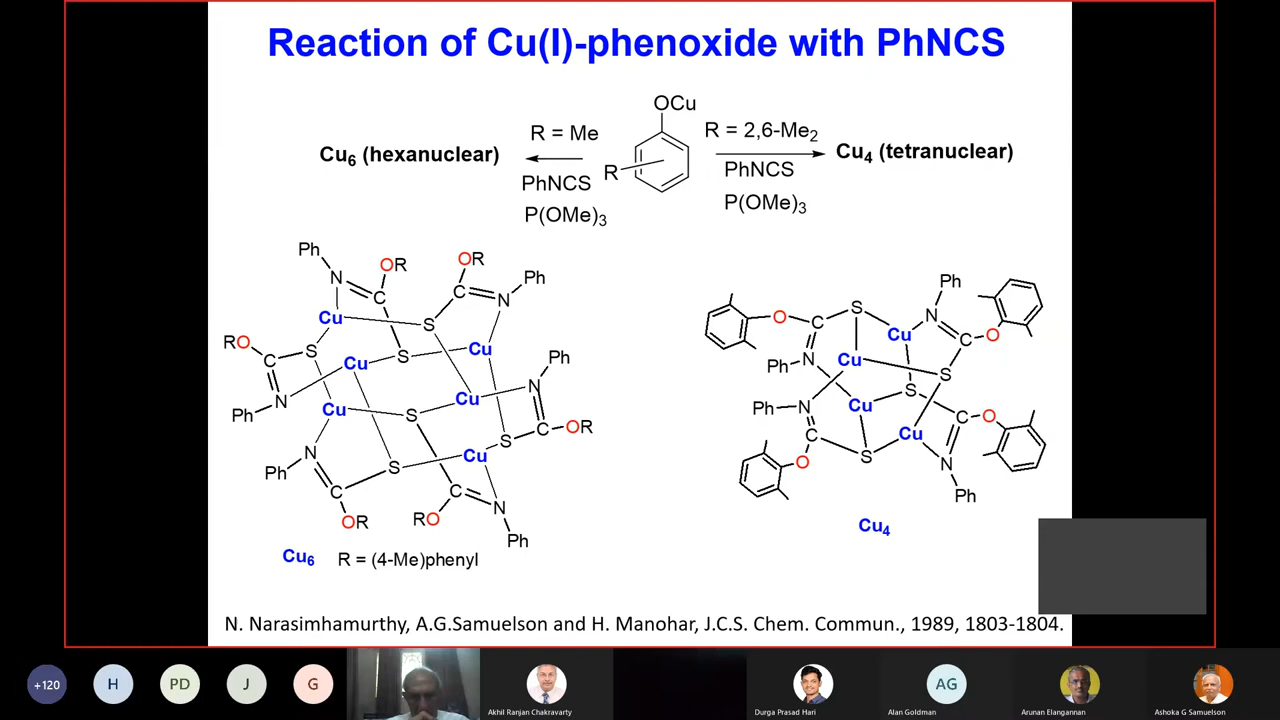 Reaction of Cu(I)-phenoxide with PhNCS
OCu
R = Me
R = 2,6-Me2
Cu6 (hexanuclear)
Cu4 (tetranuclear)
R
PhNCS
PhNCS
P(OMe)3
P(OMe)3
Ph
OR
OR
Ph
N
C
C
N
Cu
S
RO
C
S
Cu
S
Cu
Ph
Ph
N
Cu
S
Cu
N
C
OR
Ph
N
S
Cu
S
C
N
OR
RO
C
Ph
Cu6
R = (4-Me)phenyl
Ph
O
C
S
Cu
N
C
O
Ph
N
Cu
S
Ph
N
Cu
S
C
O
O
C
S
Cu
N
Ph
Cu4
N. Narasimhamurthy, A.G.Samuelson and H. Manohar, J.C.S. Chem. Commun., 1989, 1803-1804.
+120
H
PD
J
G
AG
Akhil Ranjan Chakravarty
Durga Prasad Hari
Alan Goldman
Arunan Elangannan
Ashoka G Samuelson